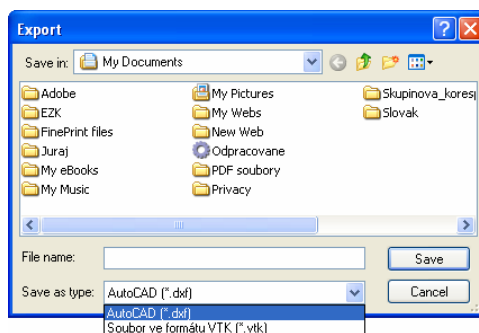 Export
Save in: My Documents
Adobe My Pictures Skupinova_koresp
EZK My Webs Slovak
FinePrint files New Web
Juraj Odpracovane
My eBooks PDF soubory
My Music Privacy
File name: Save
Save as type: AutoCAD (*.dxf) Cancel
AutoCAD (*.dxf)
Soubor ve formátu VTK (*.vtk)